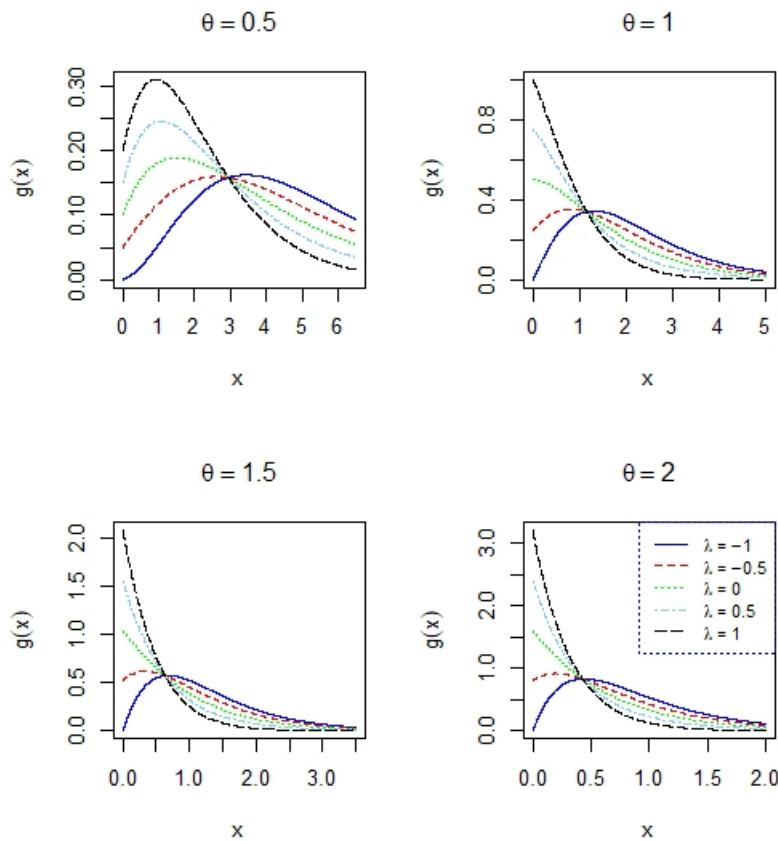 θ = 0.5
g(x)
0.00 0.10 0.20 0.30
0 1 2 3 4 5 6
x
θ = 1
g(x)
0.0 0.4 0.8
0 1 2 3 4 5
x
θ = 1.5
g(x)
0.0 0.5 1.0 1.5 2.0
0.0 1.0 2.0 3.0
x
θ = 2
g(x)
0.0 1.0 2.0 3.0
0.0 0.5 1.0 1.5 2.0
x
λ = −1
λ = −0.5
λ = 0
λ = 0.5
λ = 1